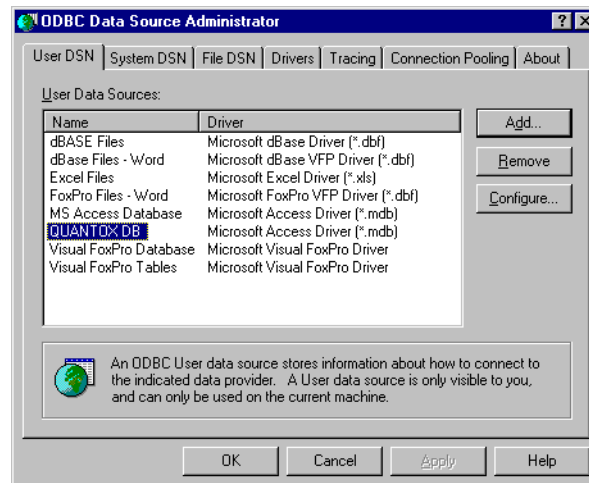 ODBC Data Source Administrator
User DSN System DSN File DSN Drivers Tracing Connection Pooling About
User Data Sources:
Name Driver
dBASE Files Microsoft dBase Driver (*.dbf)
dBase Files - Word Microsoft dBase VFP Driver (*.dbf)
Excel Files Microsoft Excel Driver (*.xls)
FoxPro Files - Word Microsoft FoxPro VFP Driver (*.dbf)
MS Access Database Microsoft Access Driver (*.mdb)
QUANTOX DB Microsoft Access Driver (*.mdb)
Visual FoxPro Database Microsoft Visual FoxPro Driver
Visual FoxPro Tables Microsoft Visual FoxPro Driver
Add...
Remove
Configure...
An ODBC User data source stores information about how to connect to
the indicated data provider. A User data source is only visible to you,
and can only be used on the current machine.
OK Cancel Apply Help